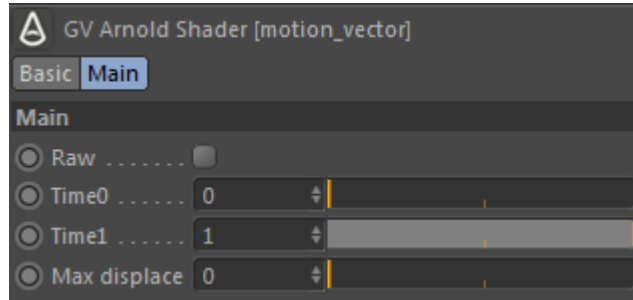 GV Arnold Shader [motion_vector]
Basic Main
Main
Raw . . . . . . .
Time0 . . . . . . 0
Time1 . . . . . . 1
Max displace 0